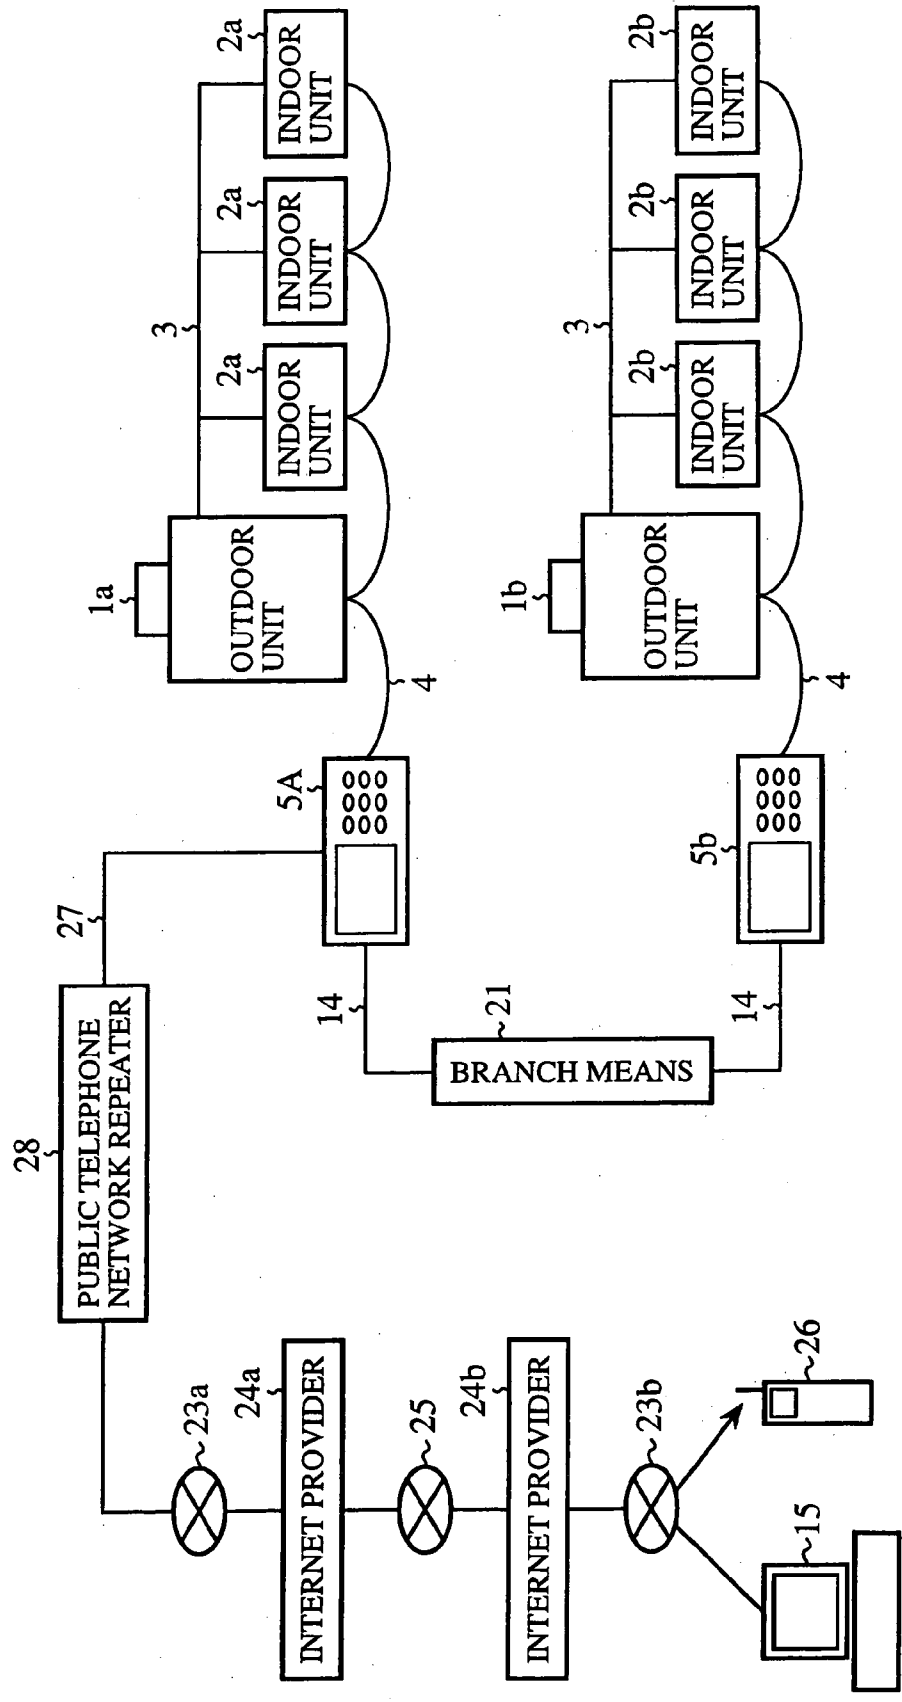 28
PUBLIC TELEPHONE
NETWORK REPEATER
27
23a
24a
INTERNET PROVIDER
25
24b
INTERNET PROVIDER
23b
15
26
5A
14
21
BRANCH MEANS
14
5b
1a
OUTDOOR
UNIT
4
3
2a
INDOOR
UNIT
2a
INDOOR
UNIT
2a
INDOOR
UNIT
1b
OUTDOOR
UNIT
4
3
2b
INDOOR
UNIT
2b
INDOOR
UNIT
2b
INDOOR
UNIT